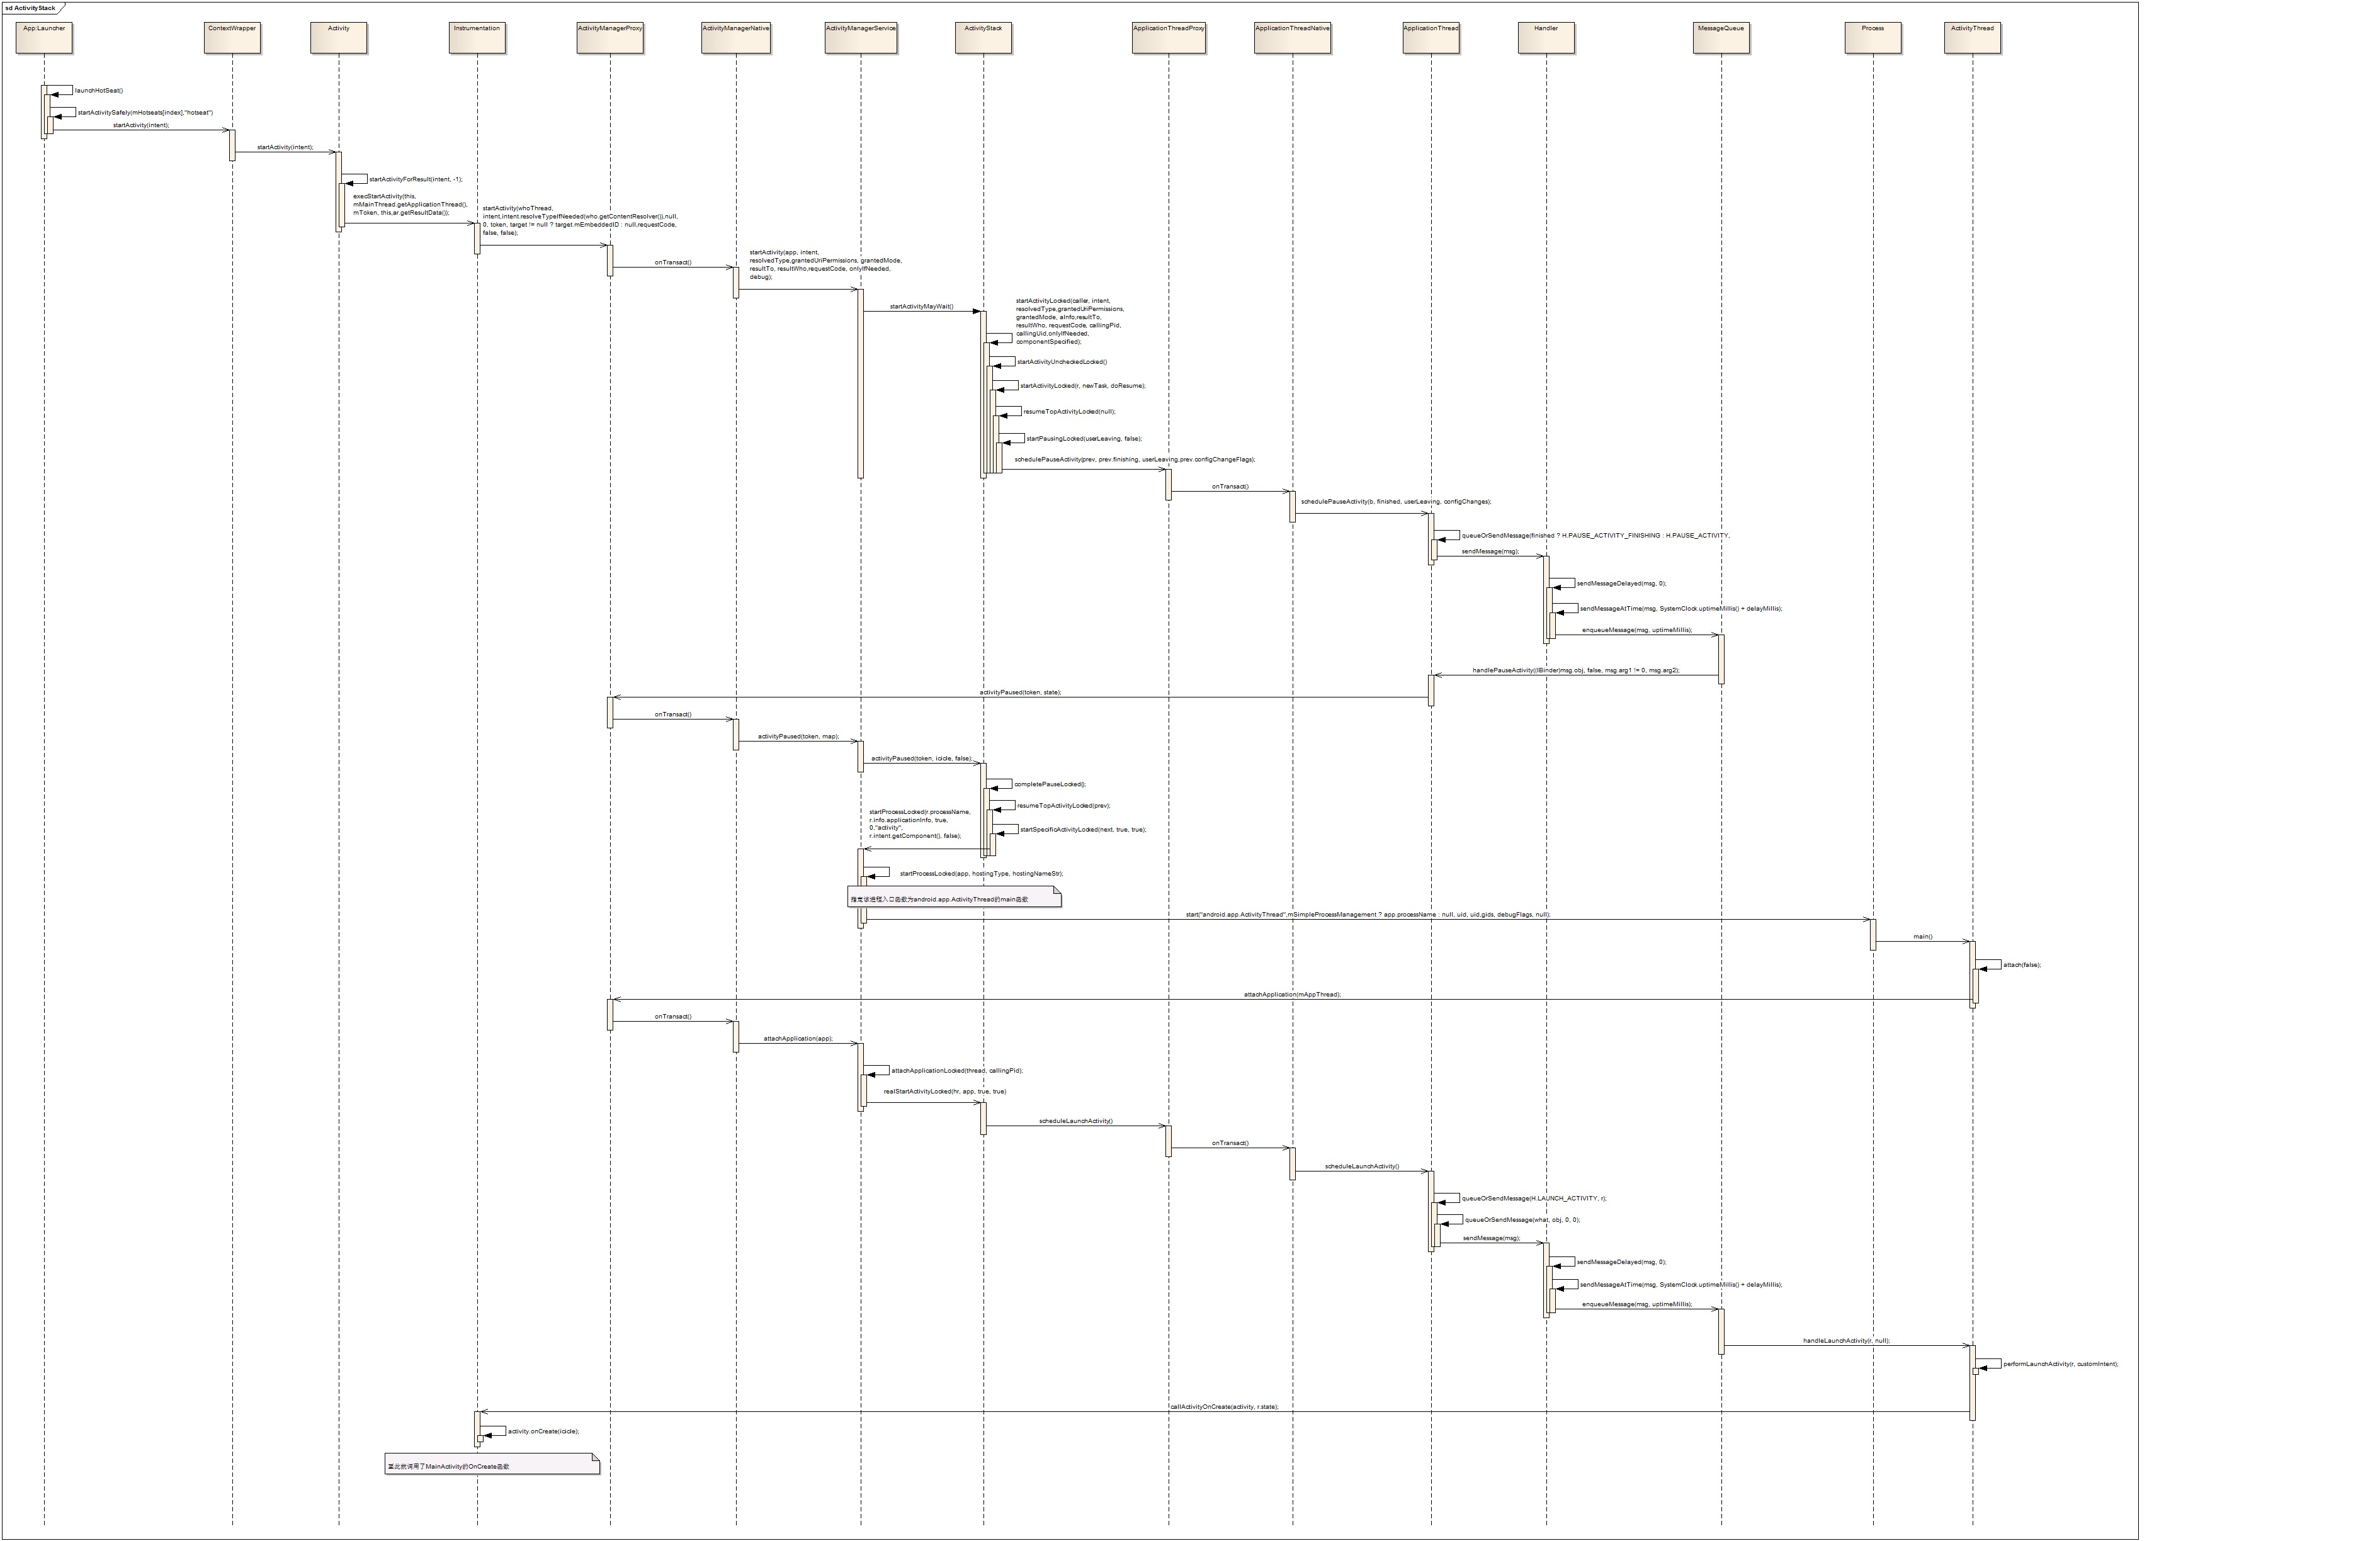 sd ActivityStack
App:Launcher
ContextWrapper
Activity
Instrumentation
ActivityManagerProxy
ActivityManagerNative
ActivityManagerService
ActivityStack
ApplicationThreadProxy
ApplicationThreadNative
ApplicationThread
Handler
MessageQueue
Process
ActivityThread
launchHotSeat()
startActivitySafely(mHotseats[index],"hotseat")
startActivity(intent);
startActivity(intent);
startActivityForResult(intent, -1);
execStartActivity(this,
mMainThread.getApplicationThread(),
mToken, this,ar.getResultData());
startActivity(whoThread,
intent,intent.resolveTypeIfNeeded(who.getContentResolver()),null,
0, token, target != null ? target.mEmbeddedID : null,requestCode,
false, false);
onTransact()
startActivity(app, intent,
resolvedType,grantedUriPermissions, grantedMode,
resultTo, resultWho,requestCode, onlyIfNeeded,
debug);
startActivityMayWait()
startActivityLocked(caller, intent,
resolvedType,grantedUriPermissions,
grantedMode, aInfo,resultTo,
resultWho, requestCode, callingPid,
callingUid,onlyIfNeeded,
componentSpecified);
startActivityUncheckedLocked()
startActivityLocked(r, newTask, doResume);
resumeTopActivityLocked(null);
startPausingLocked(userLeaving, false);
schedulePauseActivity(prev, prev.finishing, userLeaving,prev.configChangeFlags);
onTransact()
schedulePauseActivity(b, finished, userLeaving, configChanges);
queueOrSendMessage(finished ? H.PAUSE_ACTIVITY_FINISHING : H.PAUSE_ACTIVITY,
sendMessage(msg);
sendMessageDelayed(msg, 0);
sendMessageAtTime(msg, SystemClock.uptimeMillis() + delayMillis);
enqueueMessage(msg, uptimeMillis);
handlePauseActivity((IBinder)msg.obj, false, msg.arg1 != 0, msg.arg2);
activityPaused(token, state);
onTransact()
activityPaused(token, map);
activityPaused(token, icicle, false);
completePauseLocked();
resumeTopActivityLocked(prev);
startSpecificActivityLocked(next, true, true);
startProcessLocked(r.processName,
r.info.applicationInfo, true,
0,"activity",
r.intent.getComponent(), false);
startProcessLocked(app, hostingType, hostingNameStr);
指定该进程入口函数为android.app.ActivityThread的main函数
start("android.app.ActivityThread",mSimpleProcessManagement ? app.processName : null, uid, uid,gids, debugFlags, null);
main()
attach(false);
attachApplication(mAppThread);
onTransact()
attachApplication(app);
attachApplicationLocked(thread, callingPid);
realStartActivityLocked(hr, app, true, true)
scheduleLaunchActivity()
onTransact()
scheduleLaunchActivity()
queueOrSendMessage(H.LAUNCH_ACTIVITY, r);
queueOrSendMessage(what, obj, 0, 0);
sendMessage(msg);
sendMessageDelayed(msg, 0);
sendMessageAtTime(msg, SystemClock.uptimeMillis() + delayMillis);
enqueueMessage(msg, uptimeMillis);
handleLaunchActivity(r, null);
performLaunchActivity(r, customIntent);
callActivityOnCreate(activity, r.state);
activity.onCreate(icicle);
至此就调用了MainActivity的OnCreate函数